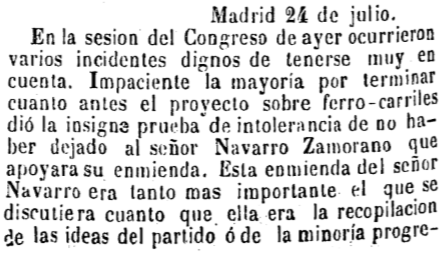 Madrid 24 de julio.
En la sesion del Congreso de ayer ocurrieron
varios incidentes dignos de tenerse muy en
cuenta. Impaciente la mayoría por terminar
cuanto antes el proyecto sobre ferro-carriles
dió la insigne prueba de intolerancia de no ha-
ber dejado al señor Navarro Zamorano que
apoyara su enmienda. Esta enmienda del señor
Navarro era tanto mas importante el que se
discutiera cuanto que ella era la recopilacion
de las ideas del partido ó de la minoría progre-